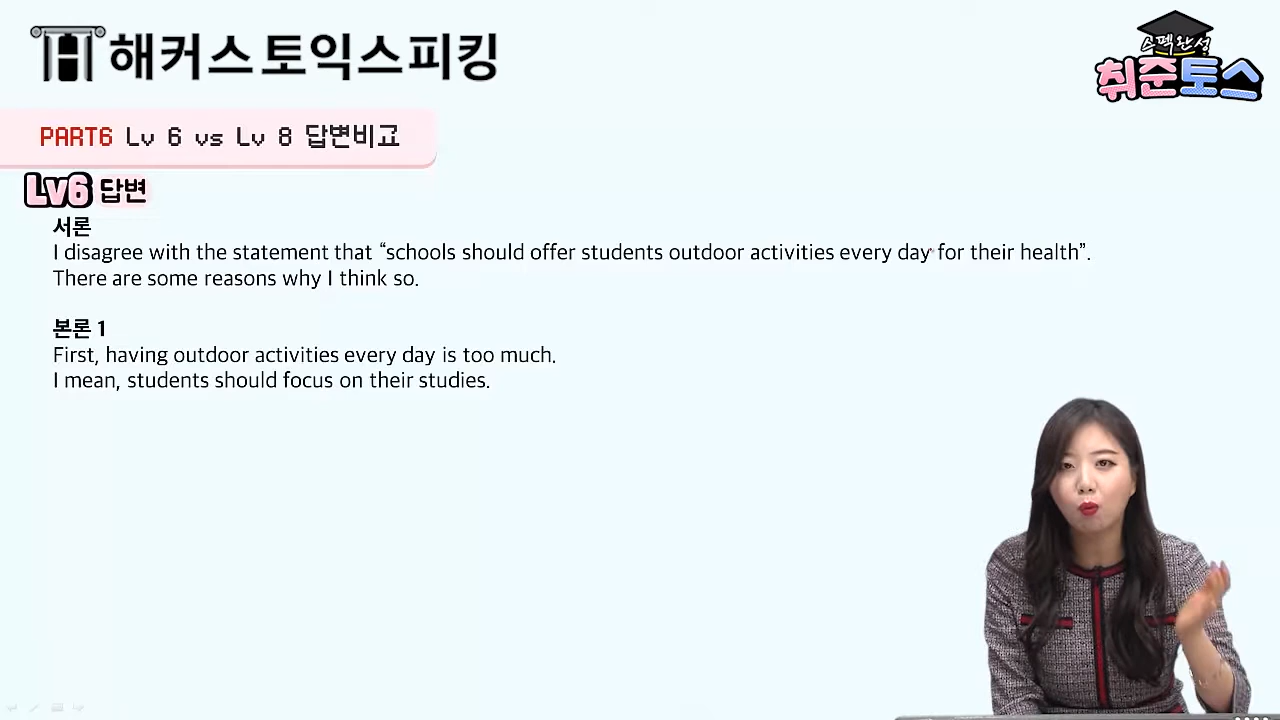 해커스토익스피킹
스펙완성
취준토스
PART6 Lv 6 vs Lv 8 답변비교
Lv6 답변
서론
I disagree with the statement that “schools should offer students outdoor activities every day for their health”.
There are some reasons why I think so.
본론 1
First, having outdoor activities every day is too much.
I mean, students should focus on their studies.